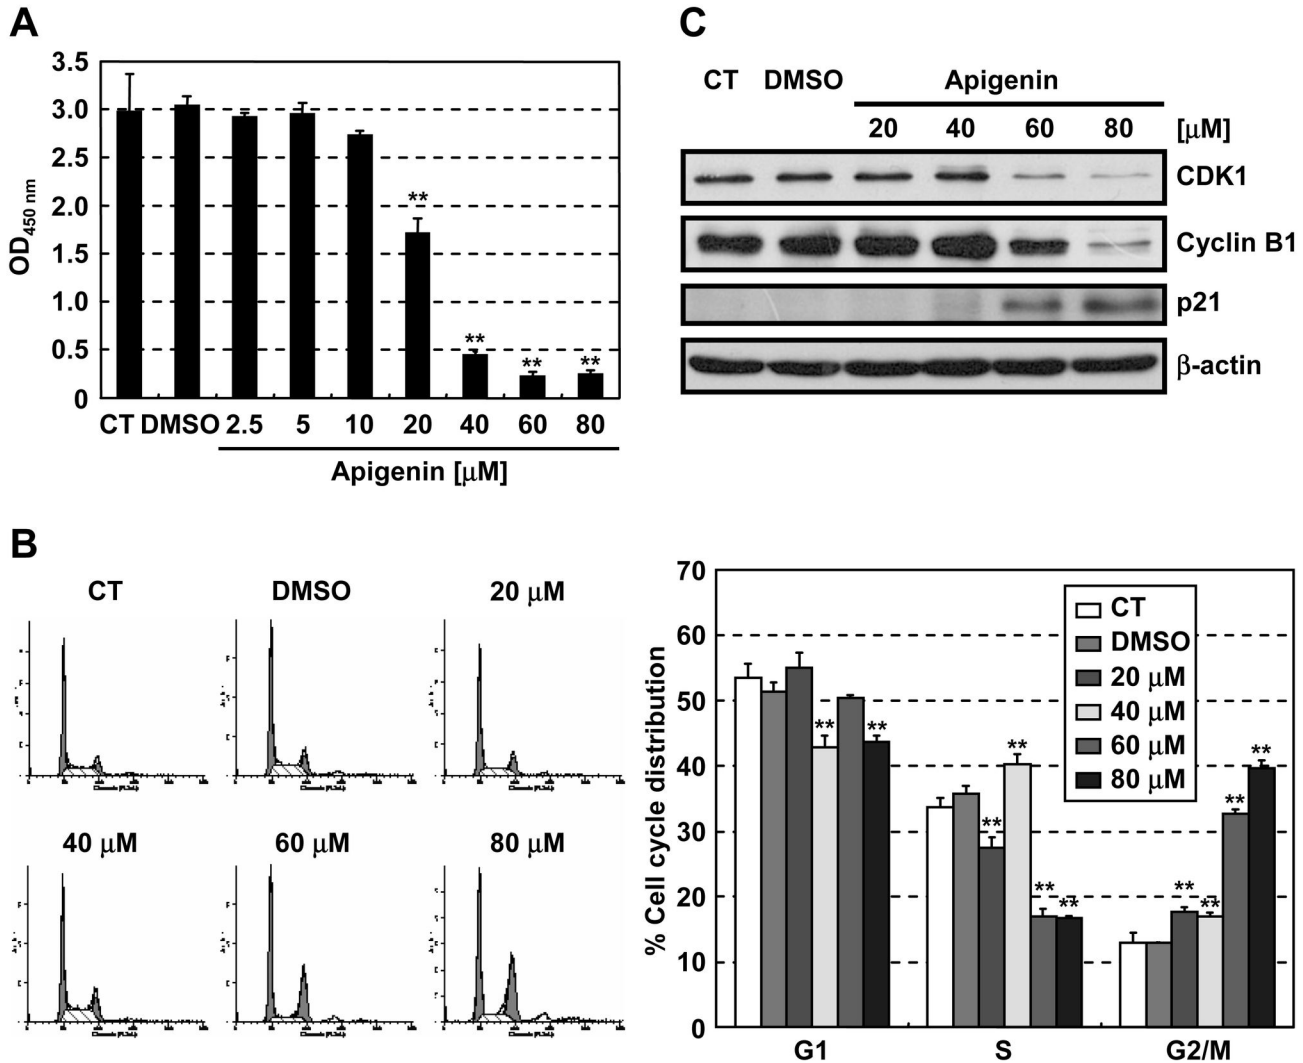 A
3.5
3.0
2.5
2.0
1.5
1.0
0.5
0
OD450 nm
**
**
**
**
CT DMSO 2.5 5 10 20 40 60 80
Apigenin [μM]
C
CT DMSO Apigenin
20 40 60 80 [μM]
CDK1
Cyclin B1
p21
β-actin
B
CT DMSO 20 μM
40 μM 60 μM 80 μM
70
60
50
40
30
20
10
0
% Cell cycle distribution
CT
DMSO
20 μM
40 μM
60 μM
80 μM
** **
** ** ** **
** ** ** **
G1 S G2/M